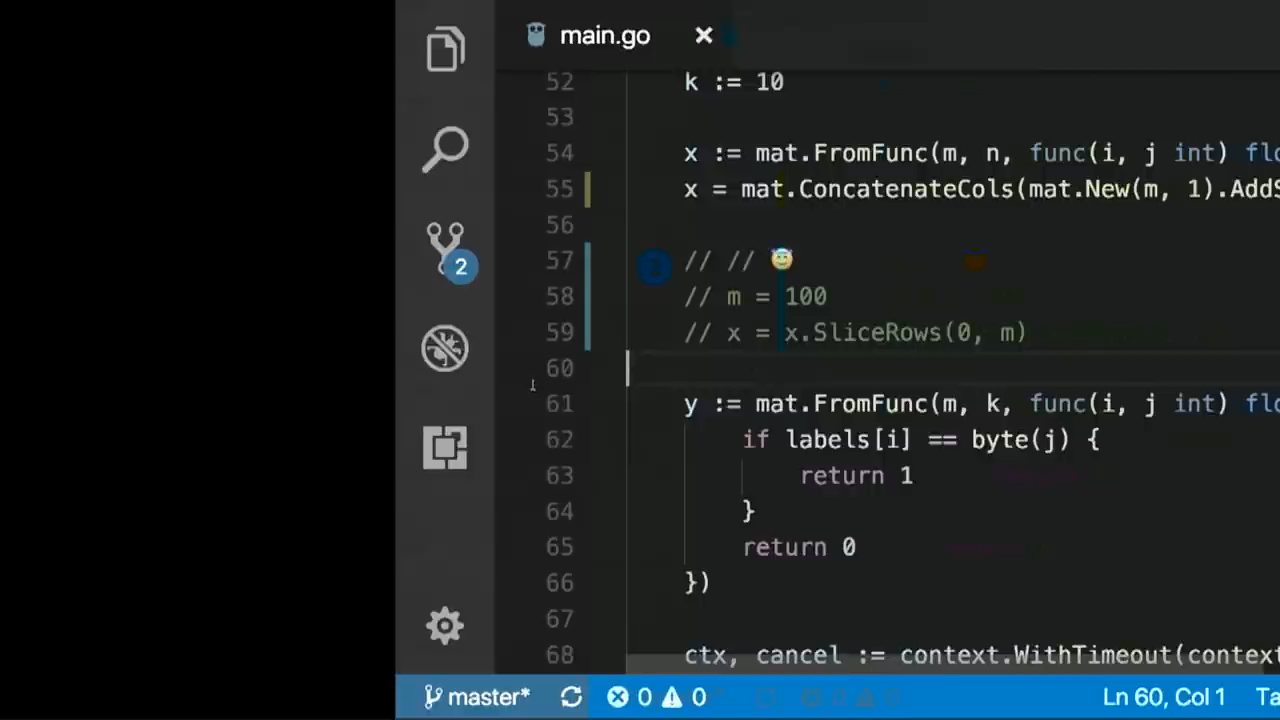 main.go
52 k := 10
53
54 x := mat.FromFunc(m, n, func(i, j int) flo
55 x = mat.ConcatenateCols(mat.New(m, 1).AddS
56
57 // // 😇
58 // m = 100
59 // x = x.SliceRows(0, m)
60
61 y := mat.FromFunc(m, k, func(i, j int) flo
62 if labels[i] == byte(j) {
63 return 1
64 }
65 return 0
66 })
67
68 ctx, cancel := context.WithTimeout(context
2
master* 0 0 Ln 60, Col 1 Ta